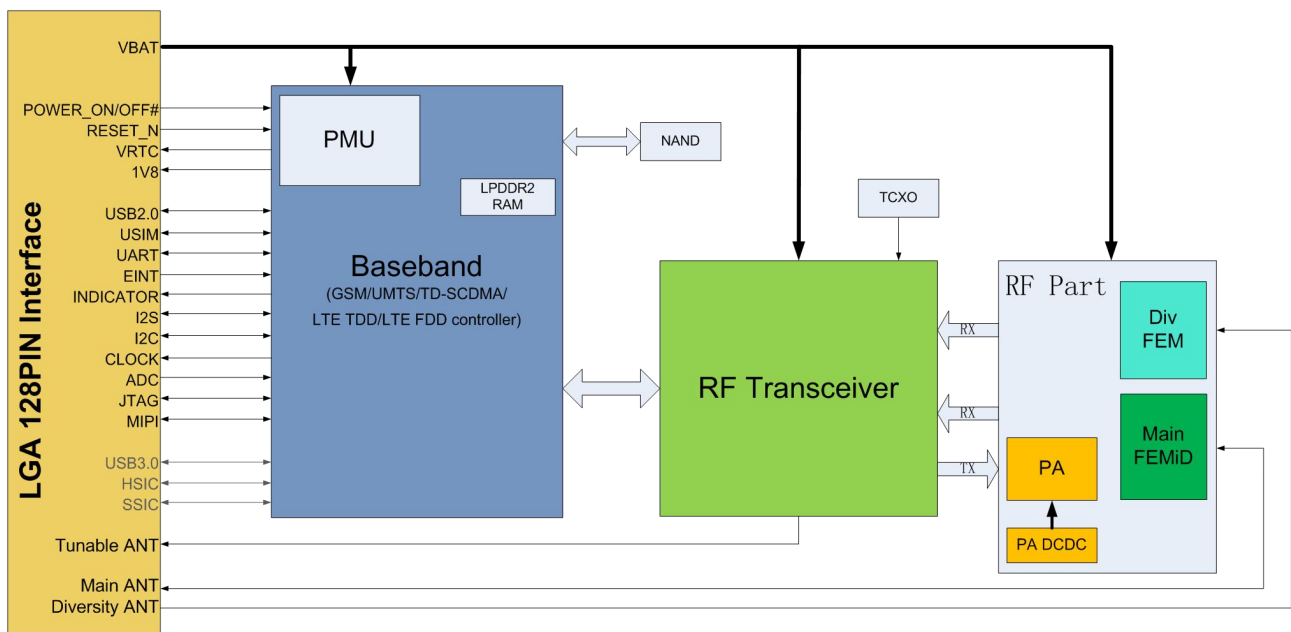 LGA 128PIN Interface
VBAT
POWER_ON/OFF#
RESET_N
VRTC
1V8
USB2.0
USIM
UART
EINT
INDICATOR
I2S
I2C
CLOCK
ADC
JTAG
MIPI
USB3.0
HSIC
SSIC
Tunable ANT
Main ANT
Diversity ANT
PMU
LPDDR2
RAM
Baseband
(GSM/UMTS/TD-SCDMA/
LTE TDD/LTE FDD controller)
NAND
TCXO
RF Transceiver
RX
RX
TX
RF Part
Div
FEM
Main
FEMiD
PA
PA DCDC